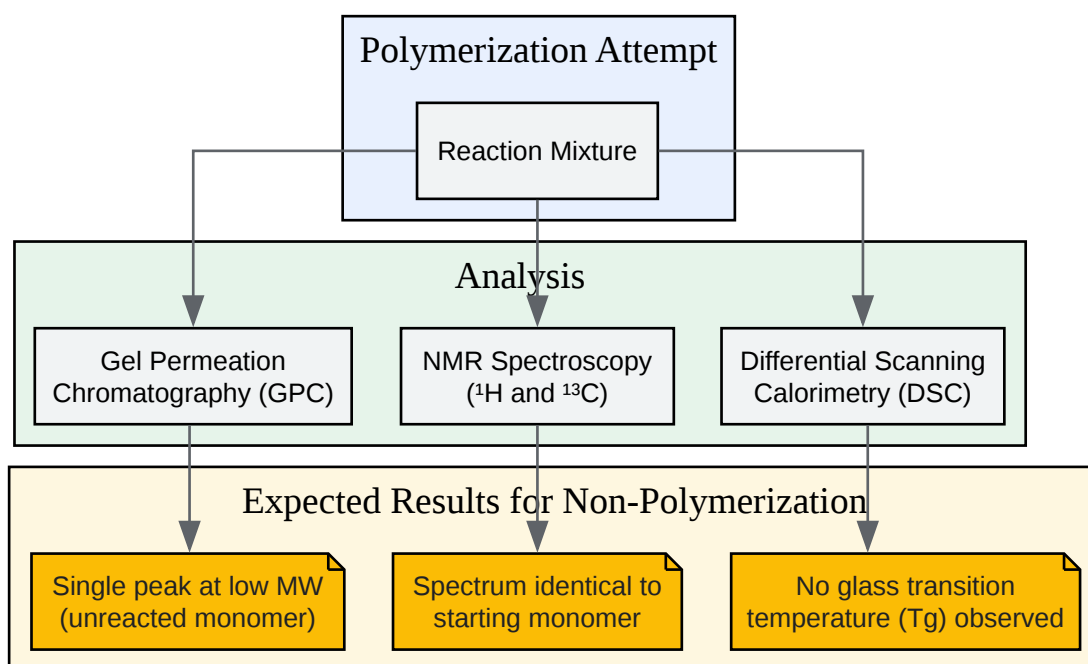 Polymerization Attempt
Reaction Mixture
Analysis
Gel Permeation
Chromatography (GPC)
NMR Spectroscopy
(¹H and ¹³C)
Differential Scanning
Calorimetry (DSC)
Expected Results for Non-Polymerization
Single peak at low MW
(unreacted monomer)
Spectrum identical to
starting monomer
No glass transition
temperature (Tg) observed